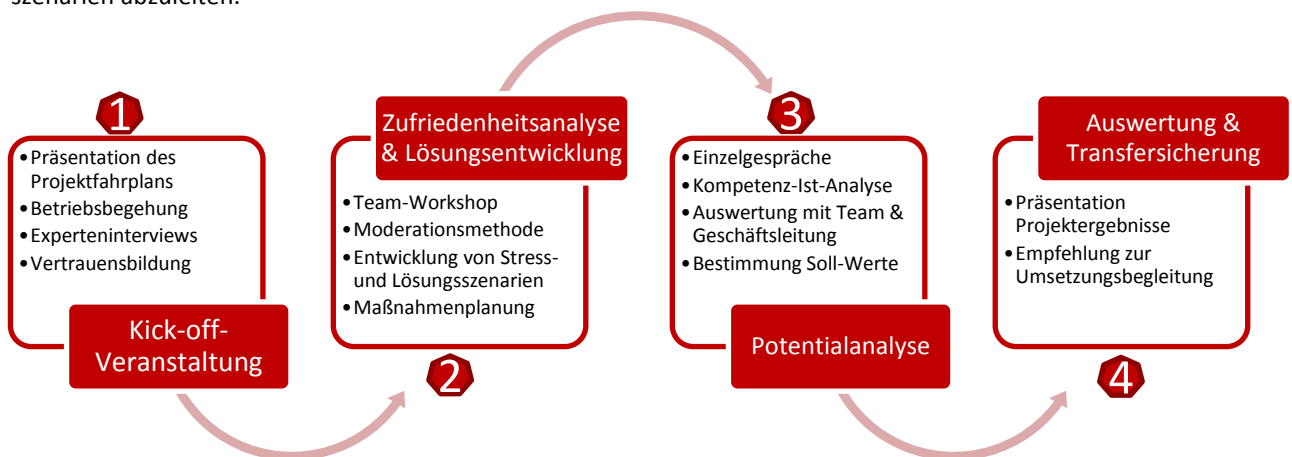 szenarien abzuleiten.
1
•Präsentation des
Projektfahrplans
•Betriebsbegehung
•Experteninterviews
•Vertrauensbildung
Kick-off-
Veranstaltung
Zufriedenheitsanalyse
& Lösungsentwicklung
•Team-Workshop
•Moderationsmethode
•Entwicklung von Stress-
und Lösungsszenarien
•Maßnahmenplanung
2
3
•Einzelgespräche
•Kompetenz-Ist-Analyse
•Auswertung mit Team &
Geschäftsleitung
•Bestimmung Soll-Werte
Potentialanalyse
Auswertung &
Transfersicherung
•Präsentation
Projektergebnisse
•Empfehlung zur
Umsetzungsbegleitung
4